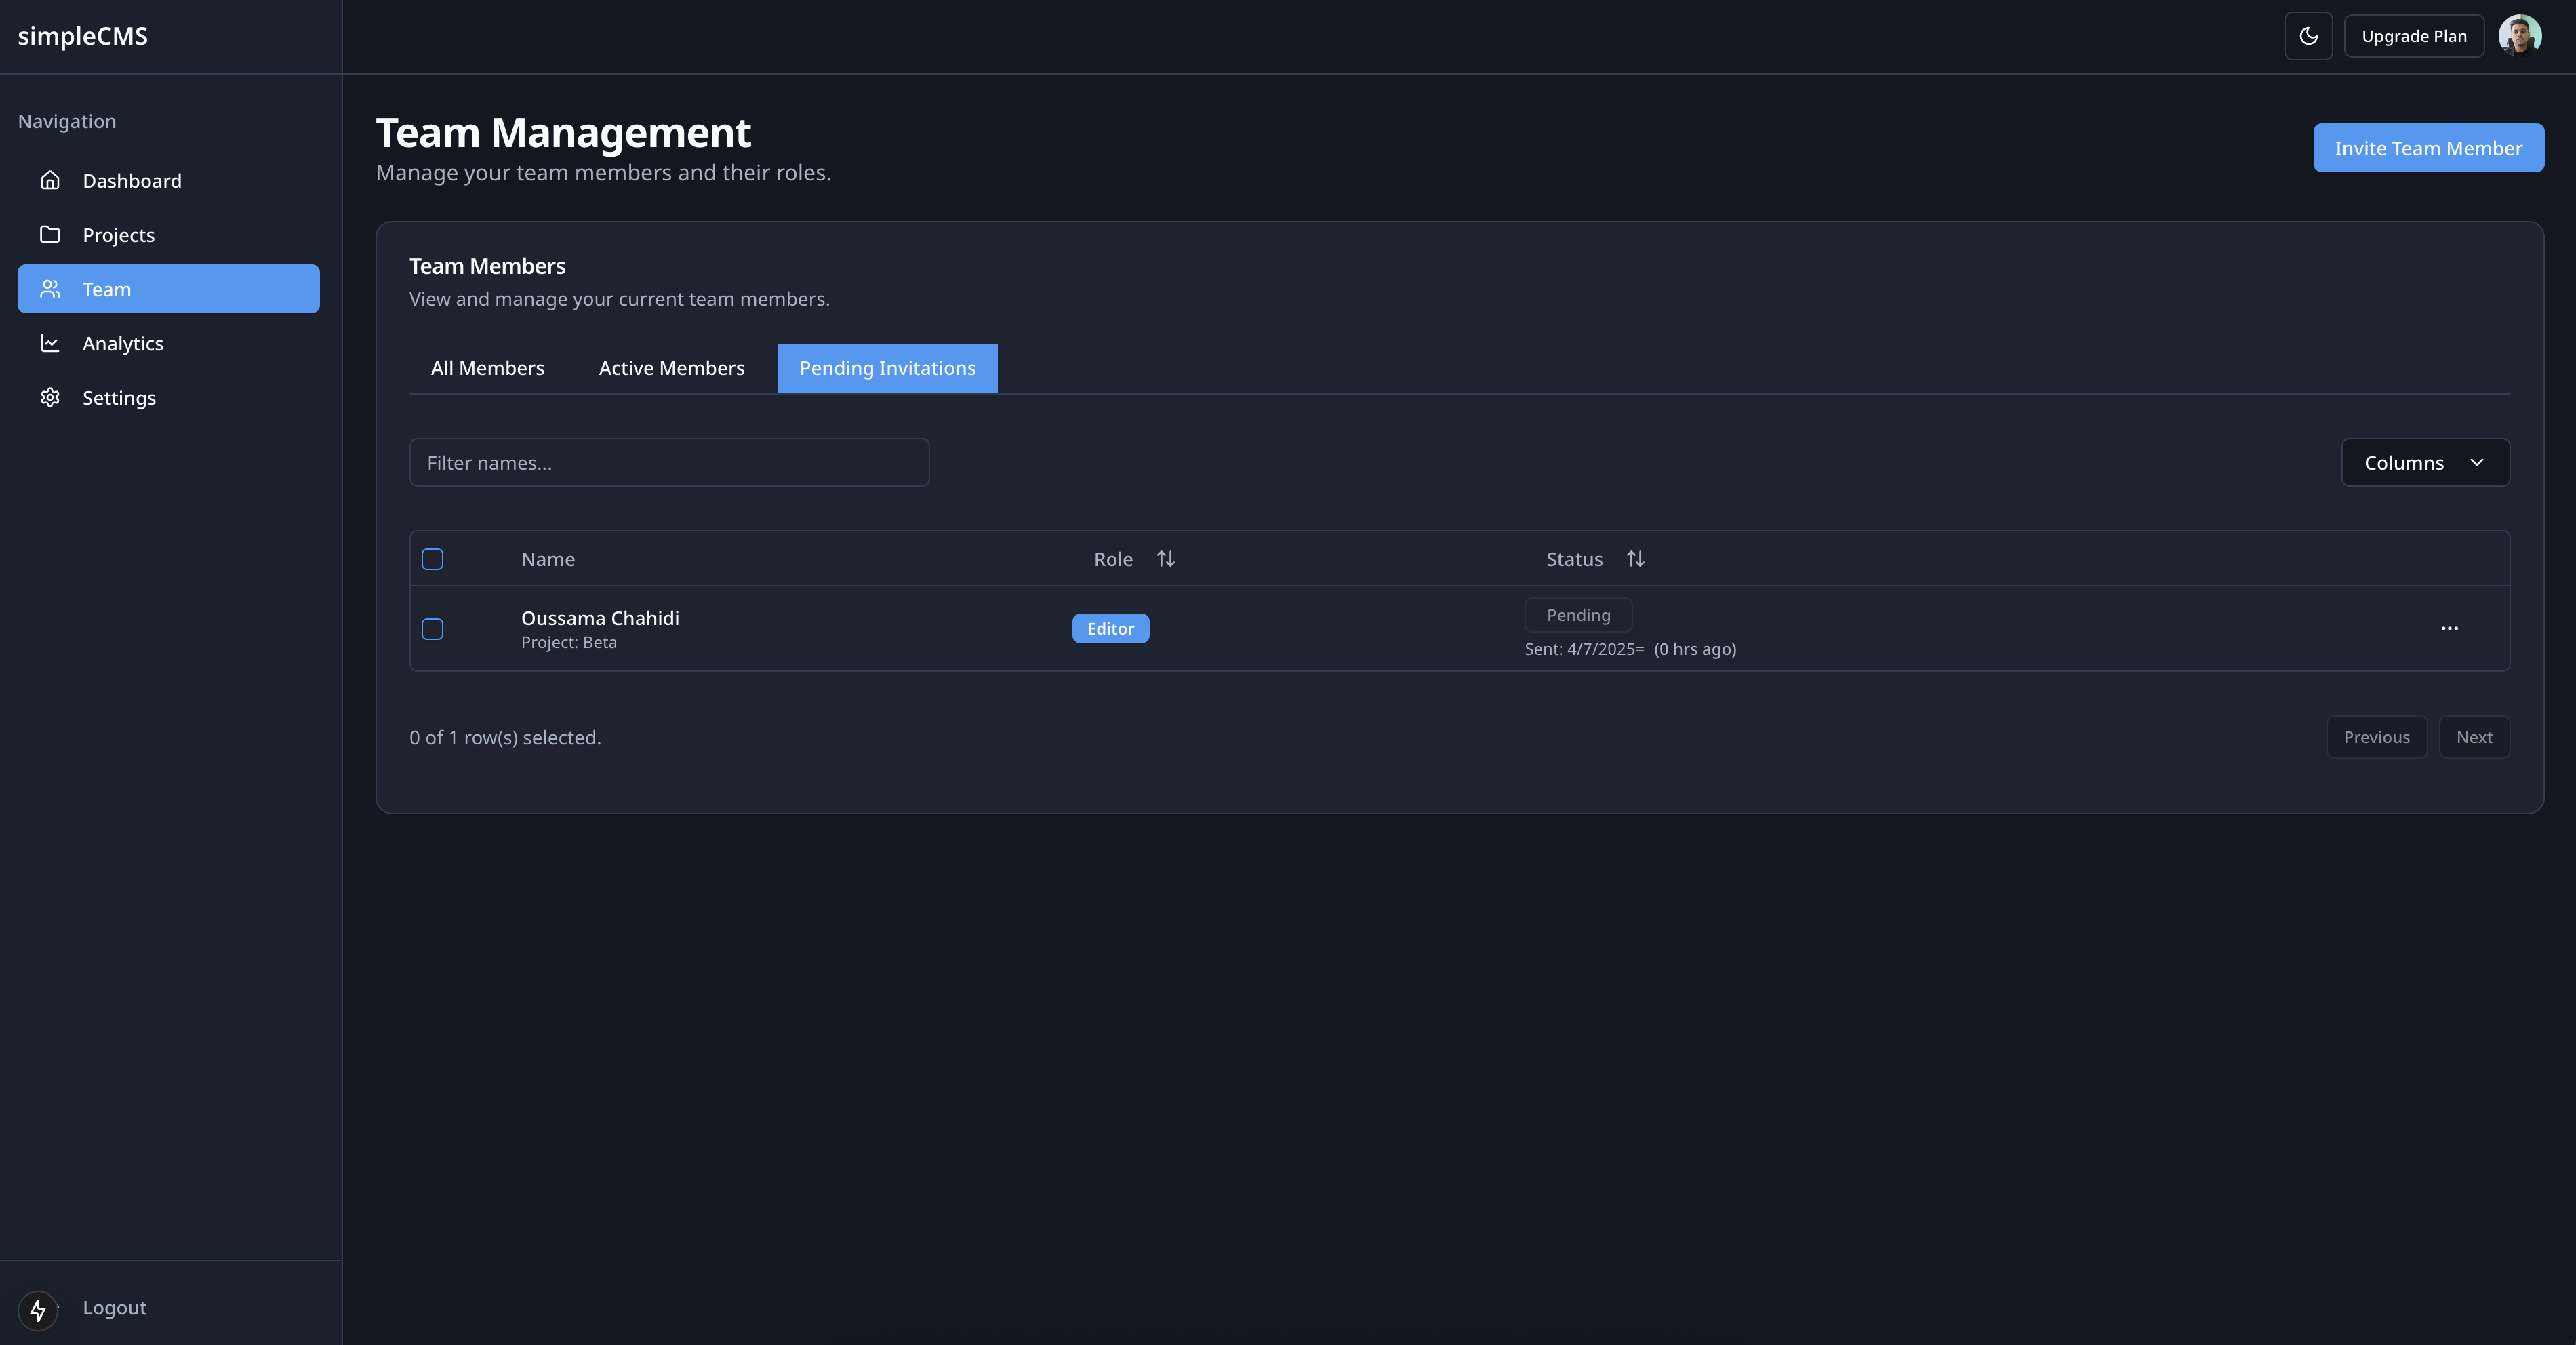 simpleCMS
Upgrade Plan
Navigation
Dashboard
Projects
Team
Analytics
Settings
Logout
Team Management
Manage your team members and their roles.
Invite Team Member
Team Members
View and manage your current team members.
All Members Active Members Pending Invitations
Filter names...
Columns
Name Role Status
Oussama Chahidi
Project: Beta
Editor
Pending
Sent: 4/7/2025= (0 hrs ago)
0 of 1 row(s) selected.
Previous Next